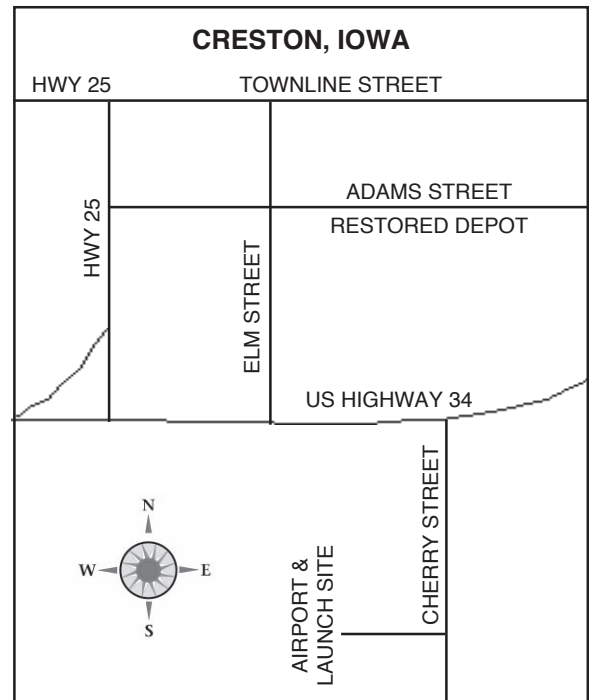 CRESTON, IOWA
HWY 25
TOWNLINE STREET
ADAMS STREET
RESTORED DEPOT
HWY 25
ELM STREET
US HIGHWAY 34
CHERRY STREET
AIRPORT &
LAUNCH SITE
N
W
E
S